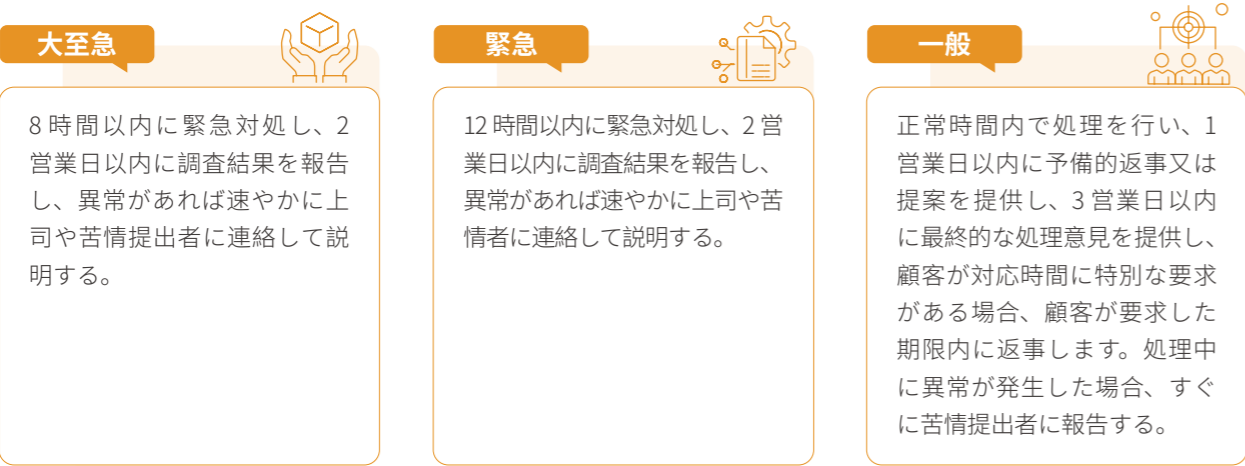 大至急
8 時間以内に緊急対処し、2
営業日以内に調査結果を報告
し、異常があれば速やかに上
司や苦情提出者に連絡して説
明する。
緊急
12 時間以内に緊急対処し、2 営
業日以内に調査結果を報告し、
異常があれば速やかに上司や苦
情者に連絡して説明する。
一般
正常時間内で処理を行い、1
営業日以内に予備的返事又は
提案を提供し、3 営業日以内
に最終的な処理意見を提供し、
顧客が対応時間に特別な要求
がある場合、顧客が要求した
期限内に返事します。処理中
に異常が発生した場合、すぐ
に苦情提出者に報告する。